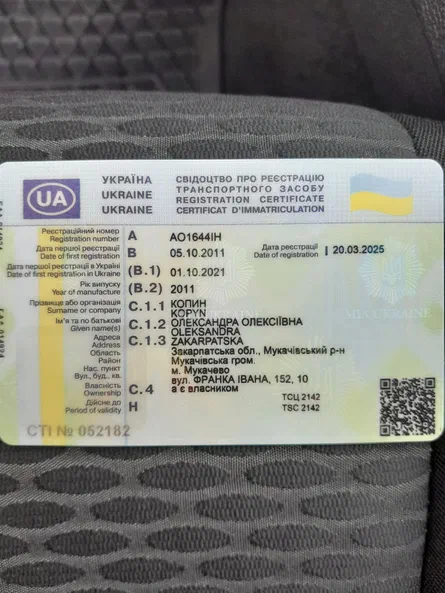 УКРАЇНА СВІДОЦТВО ПРО РЕЄСТРАЦІЮ
ТРАНСПОРТНОГО ЗАСОБУ
UA
UKRAINE REGISTRATION CERTIFICATE
UKRAINE CERTIFICAT D'IMMATRICULATION
Реєстраційний номер
Registration number A AO1644IH
Дата першої реєстрації
Date of first registration B 05.10.2011
Дата реєстрації I 20.03.2025
Date of registration
Дата першої реєстрації в Україні
Date of first registration in Ukraine (B.1) 01.10.2021
Рік випуску
Year of manufacture (B.2) 2011
Прізвище або організація
Surname or company C.1.1 КОПИН
KOPYN
Ім'я та по батькові
Given name(s) C.1.2 ОЛЕКСАНДРА ОЛЕКСІЇВНА
OLEKSANDRA
Адреса
Address C.1.3 ZAKARPATSKA
Область Закарпатська обл., Мукачівський р-н
Район Мукачівська гром.
Нас. пункт м. Мукачево
Вул., буд., кв. вул. ФРАНКА ІВАНА, 152, 10
Власність
Ownership C.4 а є власником
Дійсне до
Period of validity H
ТСЦ 2142
TSC 2142
MIA UKRAINE
СТІ № 052182